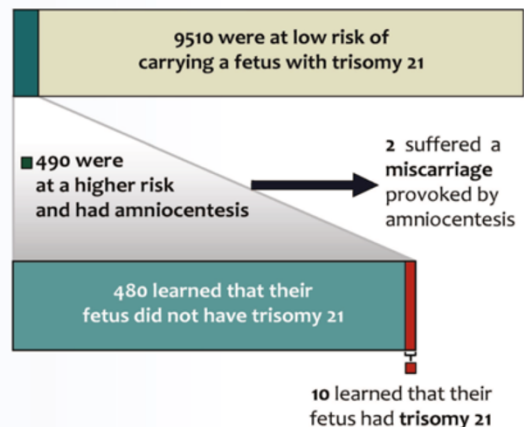 9510 were at low risk of
carrying a fetus with trisomy 21
490 were
at a higher risk
and had amniocentesis
2 suffered a
miscarriage
provoked by
amniocentesis
480 learned that their
fetus did not have trisomy 21
10 learned that their
fetus had trisomy 21